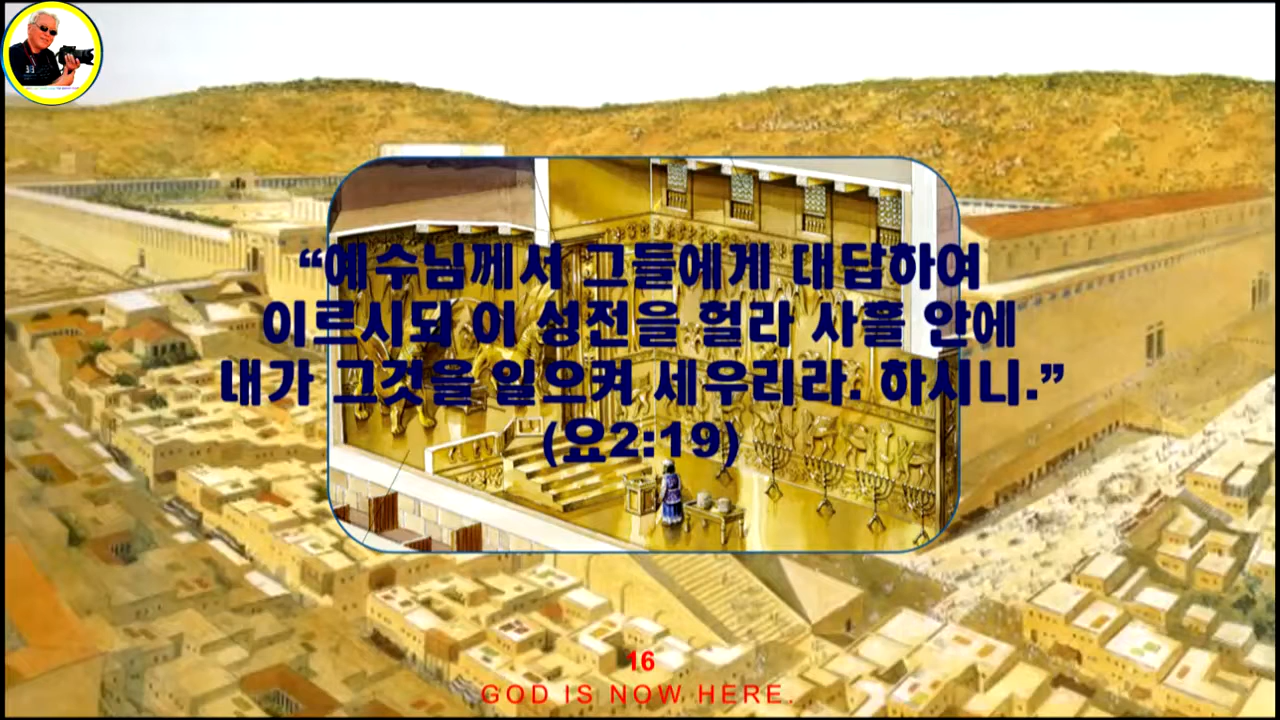 “예수님께서 그들에게 대답하여
이르시되 이 성전을 헐라 사흘 안에
내가 그것을 일으켜 세우리라. 하시니.”
(요2:19)
16
GOD IS NOW HERE.